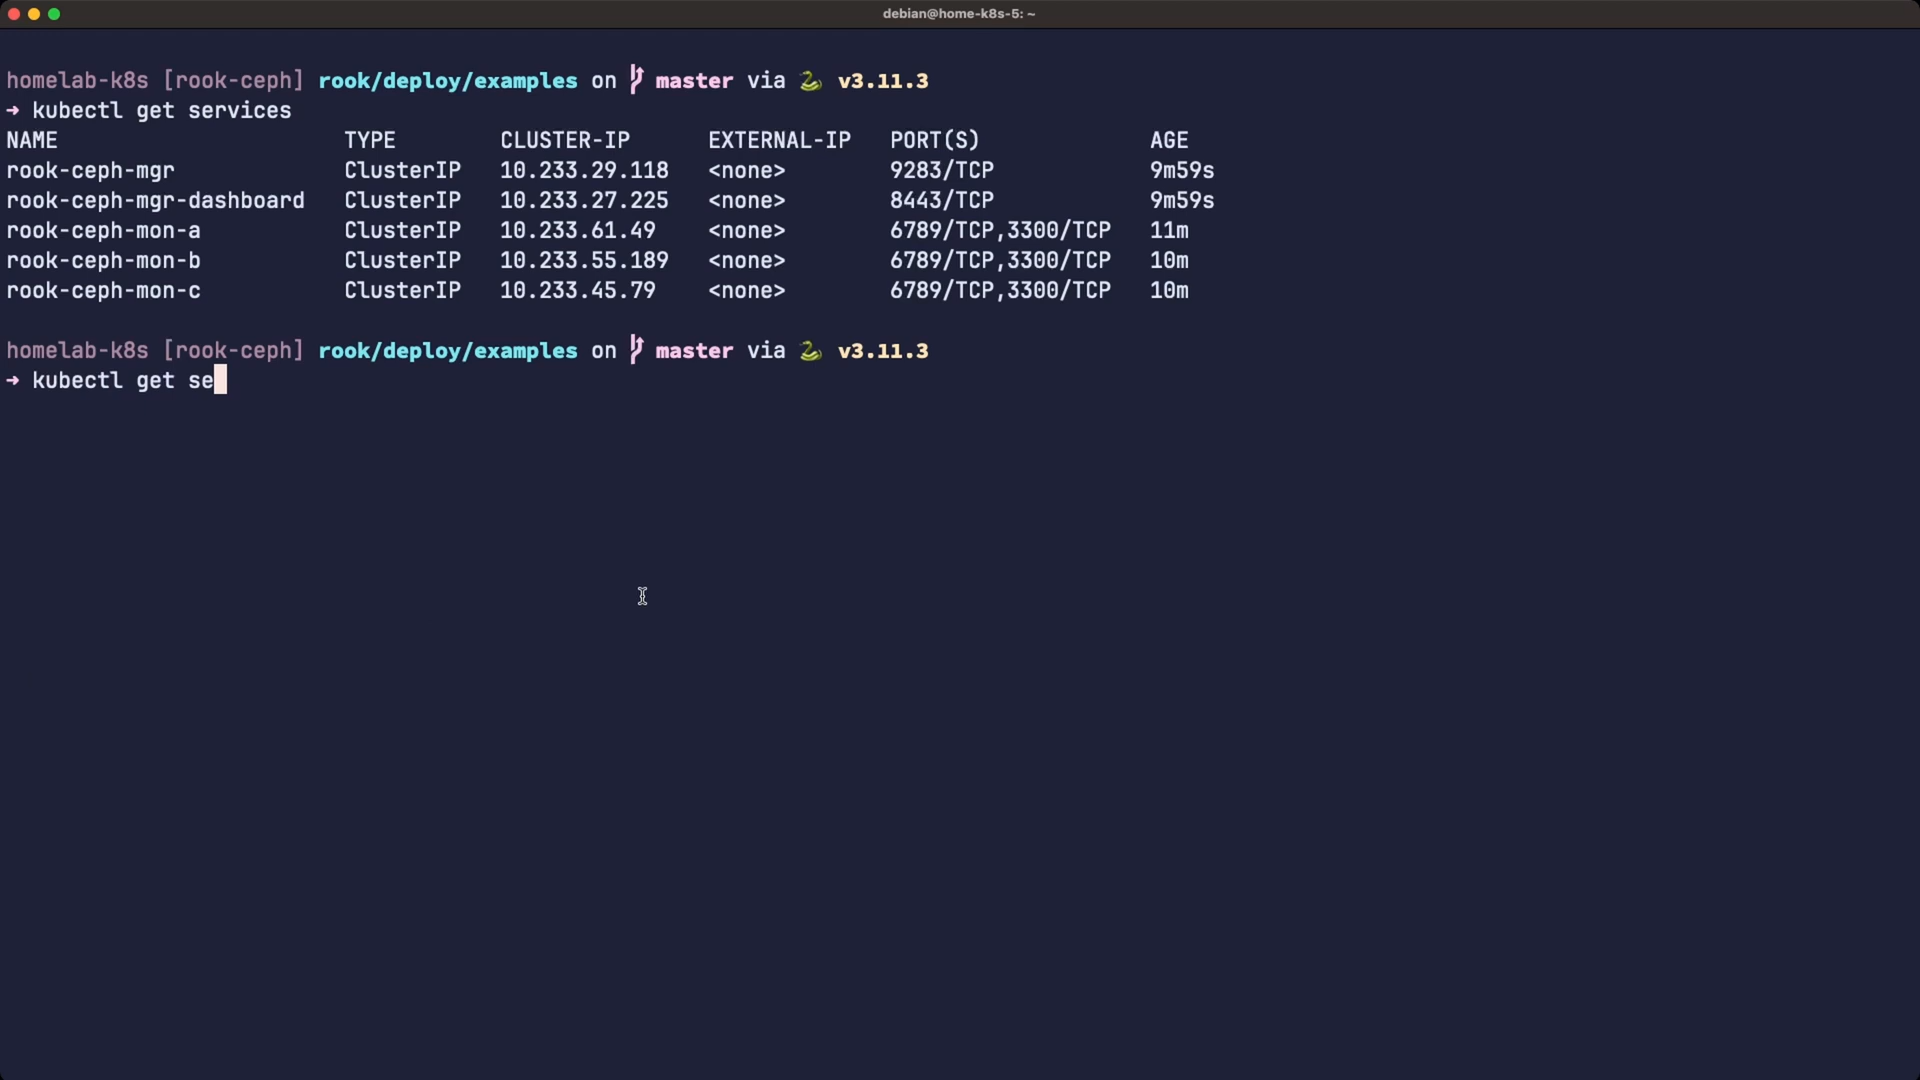 debian@home-k8s-5: ~
homelab-k8s [rook-ceph] rook/deploy/examples on master via v3.11.3
→ kubectl get services
NAME TYPE CLUSTER-IP EXTERNAL-IP PORT(S) AGE
rook-ceph-mgr ClusterIP 10.233.29.118 <none> 9283/TCP 9m59s
rook-ceph-mgr-dashboard ClusterIP 10.233.27.225 <none> 8443/TCP 9m59s
rook-ceph-mon-a ClusterIP 10.233.61.49 <none> 6789/TCP,3300/TCP 11m
rook-ceph-mon-b ClusterIP 10.233.55.189 <none> 6789/TCP,3300/TCP 10m
rook-ceph-mon-c ClusterIP 10.233.45.79 <none> 6789/TCP,3300/TCP 10m
homelab-k8s [rook-ceph] rook/deploy/examples on master via v3.11.3
→ kubectl get se